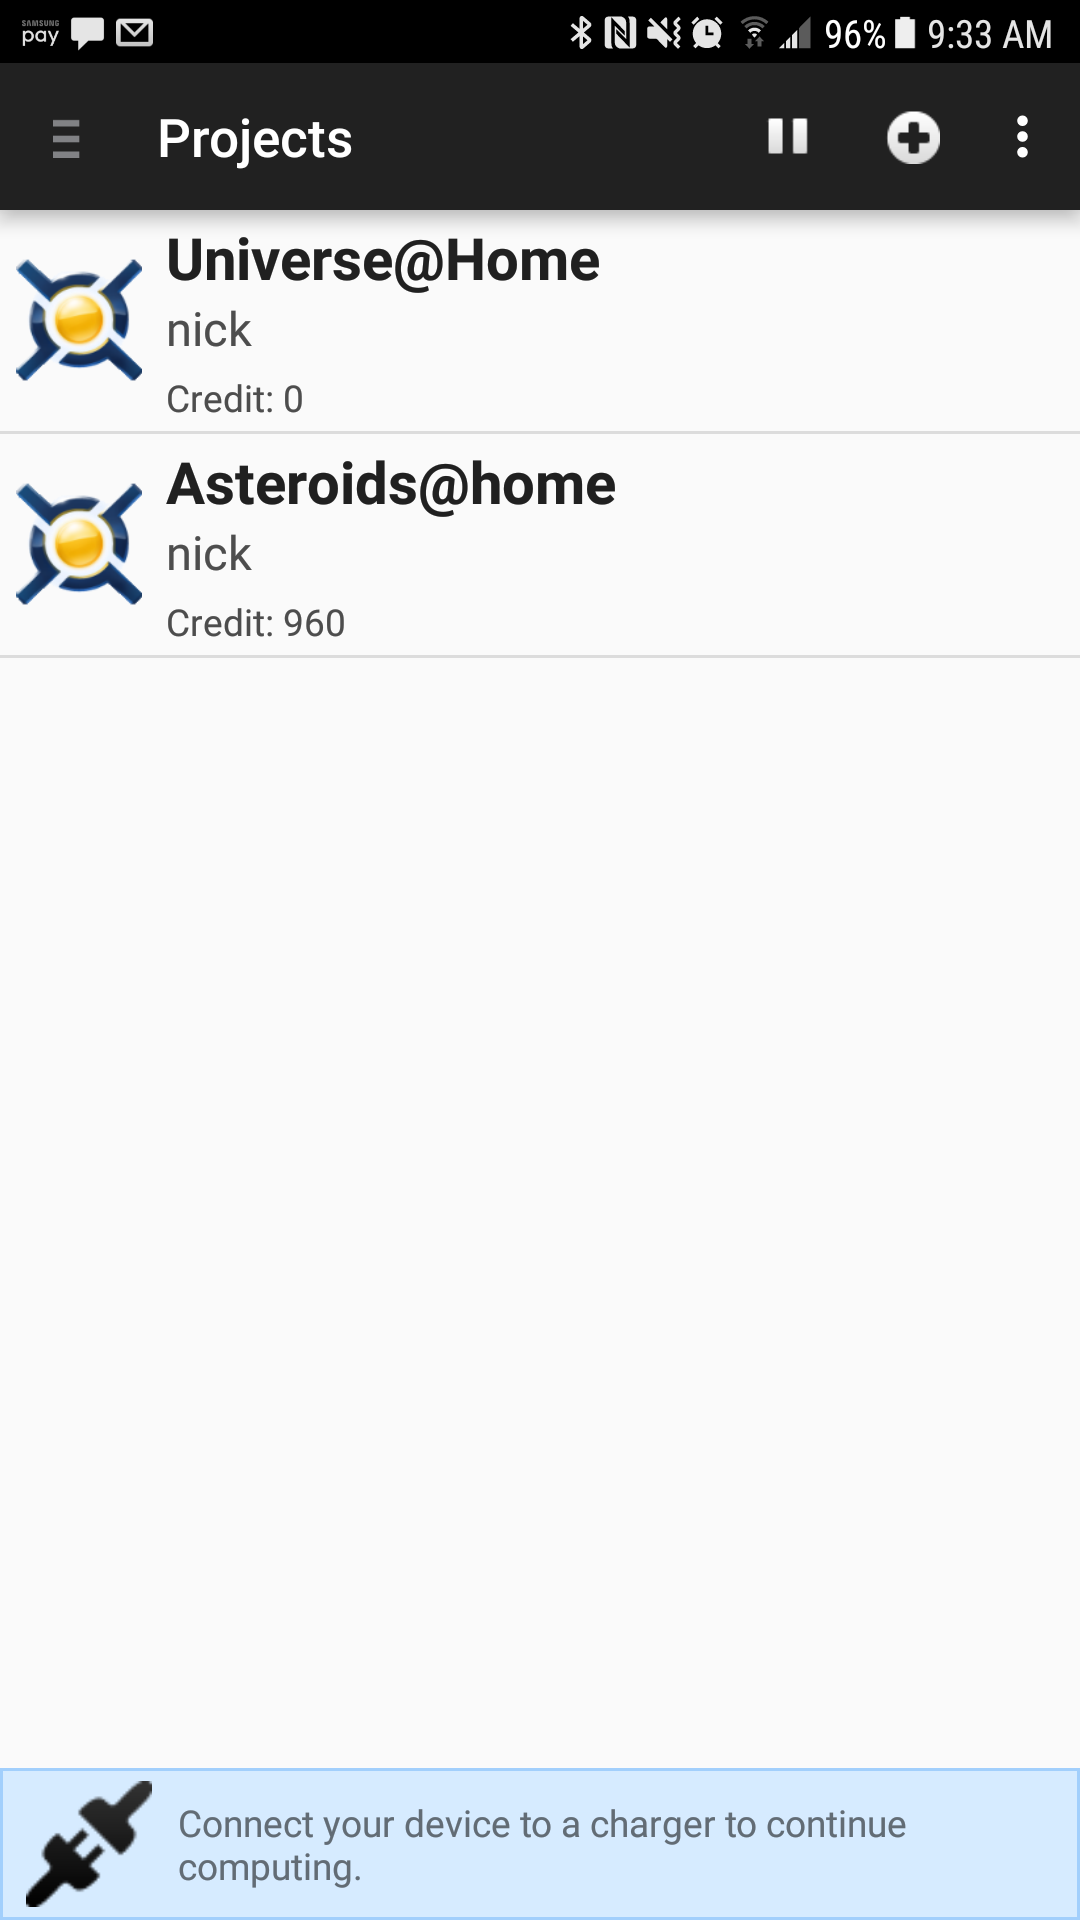 SAMSUNG
pay
96% 9:33 AM
Projects
Universe@Home
nick
Credit: 0
Asteroids@home
nick
Credit: 960
Connect your device to a charger to continue
computing.